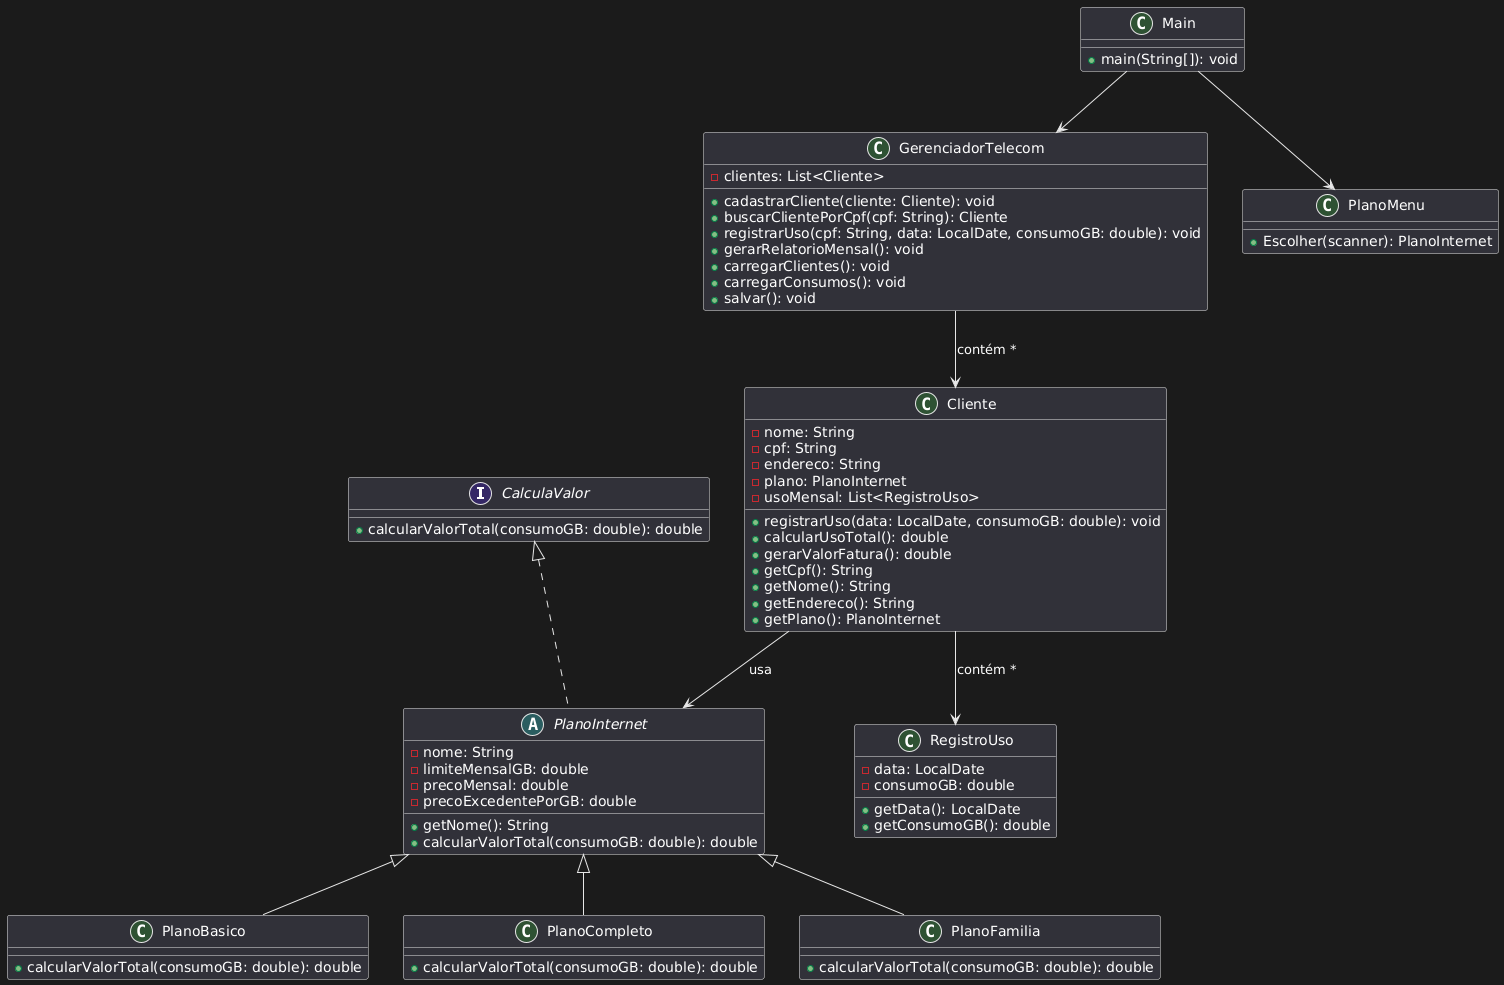 C Main
main(String[]): void
C GerenciadorTelecom
clientes: List<Cliente>
cadastrarCliente(cliente: Cliente): void
buscarClientePorCpf(cpf: String): Cliente
registrarUso(cpf: String, data: LocalDate, consumoGB: double): void
gerarRelatorioMensal(): void
carregarClientes(): void
carregarConsumos(): void
salvar(): void
C PlanoMenu
Escolher(scanner): PlanoInternet
contém *
C Cliente
nome: String
cpf: String
endereco: String
plano: PlanoInternet
usoMensal: List<RegistroUso>
registrarUso(data: LocalDate, consumoGB: double): void
calcularUsoTotal(): double
gerarValorFatura(): double
getCpf(): String
getNome(): String
getEndereco(): String
getPlano(): PlanoInternet
I CalculaValor
calcularValorTotal(consumoGB: double): double
usa
contém *
A PlanoInternet
nome: String
limiteMensalGB: double
precoMensal: double
precoExcedentePorGB: double
getNome(): String
calcularValorTotal(consumoGB: double): double
C RegistroUso
data: LocalDate
consumoGB: double
getData(): LocalDate
getConsumoGB(): double
C PlanoBasico
calcularValorTotal(consumoGB: double): double
C PlanoCompleto
calcularValorTotal(consumoGB: double): double
C PlanoFamilia
calcularValorTotal(consumoGB: double): double